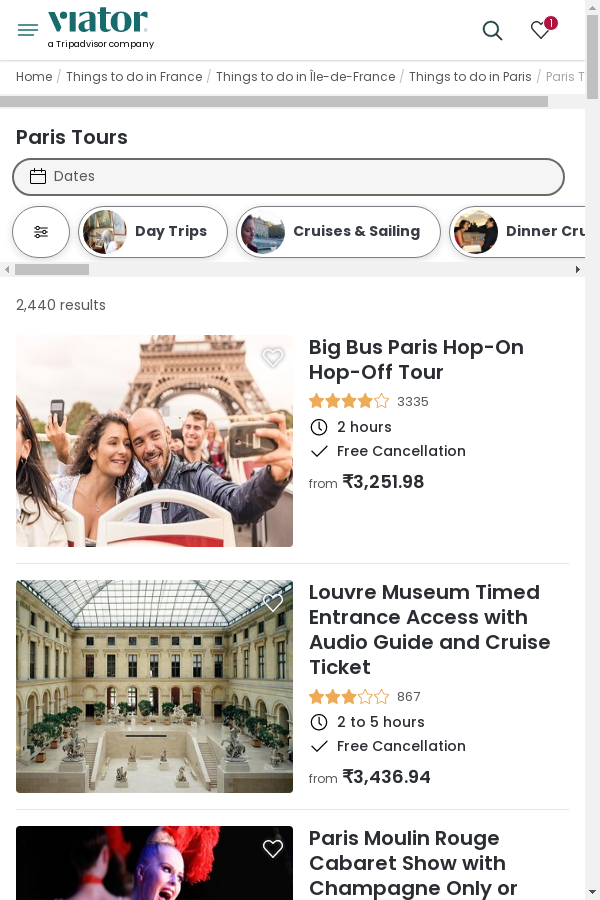 viator
a Tripadvisor company
1
Home / Things to do in France / Things to do in Île-de-France / Things to do in Paris / Paris T
Paris Tours
Dates
Day Trips
Cruises & Sailing
Dinner Cru
2,440 results
Big Bus Paris Hop-On
Hop-Off Tour
3335
2 hours
Free Cancellation
from ₹3,251.98
Louvre Museum Timed
Entrance Access with
Audio Guide and Cruise
Ticket
867
2 to 5 hours
Free Cancellation
from ₹3,436.94
Paris Moulin Rouge
Cabaret Show with
Champagne Only or